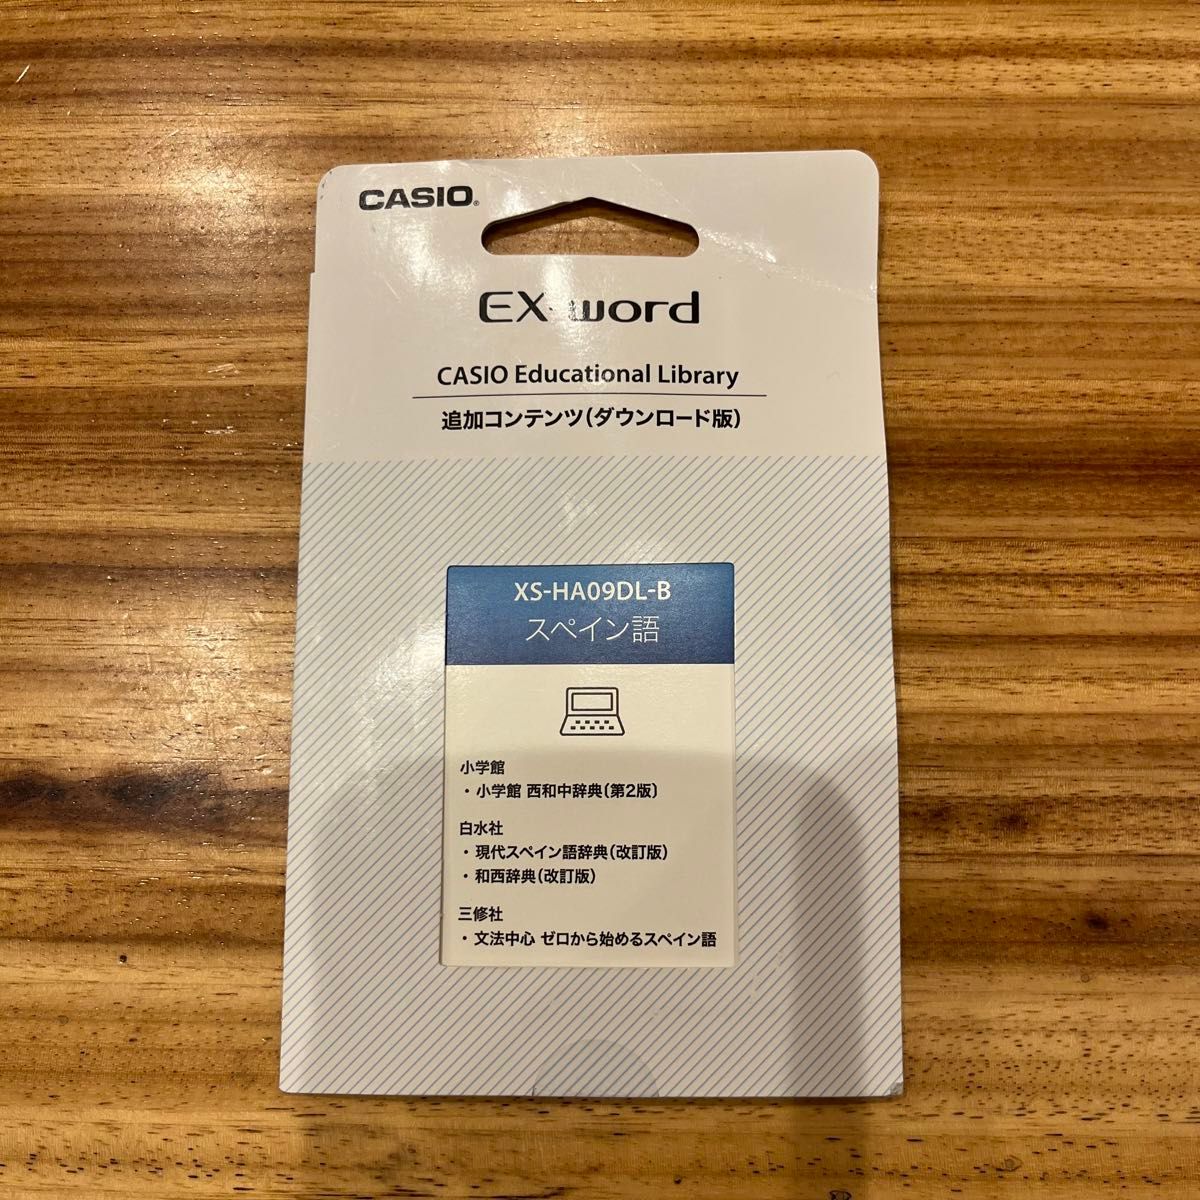 CASIO®
EX-word
CASIO Educational Library
追加コンテンツ(ダウンロード版)
XS-HA09DL-B
スペイン語
小学館
・小学館 西和中辞典〔第2版〕
白水社
・現代スペイン語辞典(改訂版)
・和西辞典(改訂版)
三修社
・文法中心 ゼロから始めるスペイン語